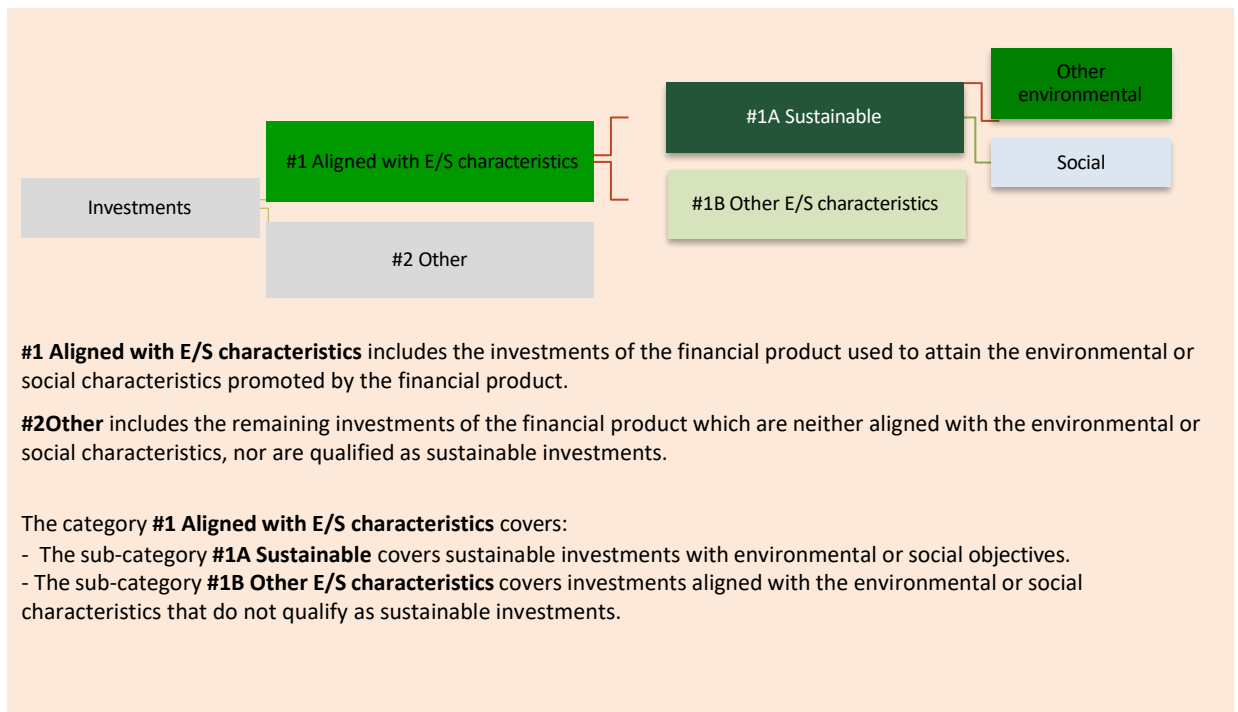 Other
environmental
#1A Sustainable
#1 Aligned with E/S characteristics
Social
Investments
#1B Other E/S characteristics
#2 Other
#1 Aligned with E/S characteristics includes the investments of the financial product used to attain the environmental or
social characteristics promoted by the financial product.
#2Other includes the remaining investments of the financial product which are neither aligned with the environmental or
social characteristics, nor are qualified as sustainable investments.
The category #1 Aligned with E/S characteristics covers:
- The sub-category #1A Sustainable covers sustainable investments with environmental or social objectives.
- The sub-category #1B Other E/S characteristics covers investments aligned with the environmental or social
characteristics that do not qualify as sustainable investments.